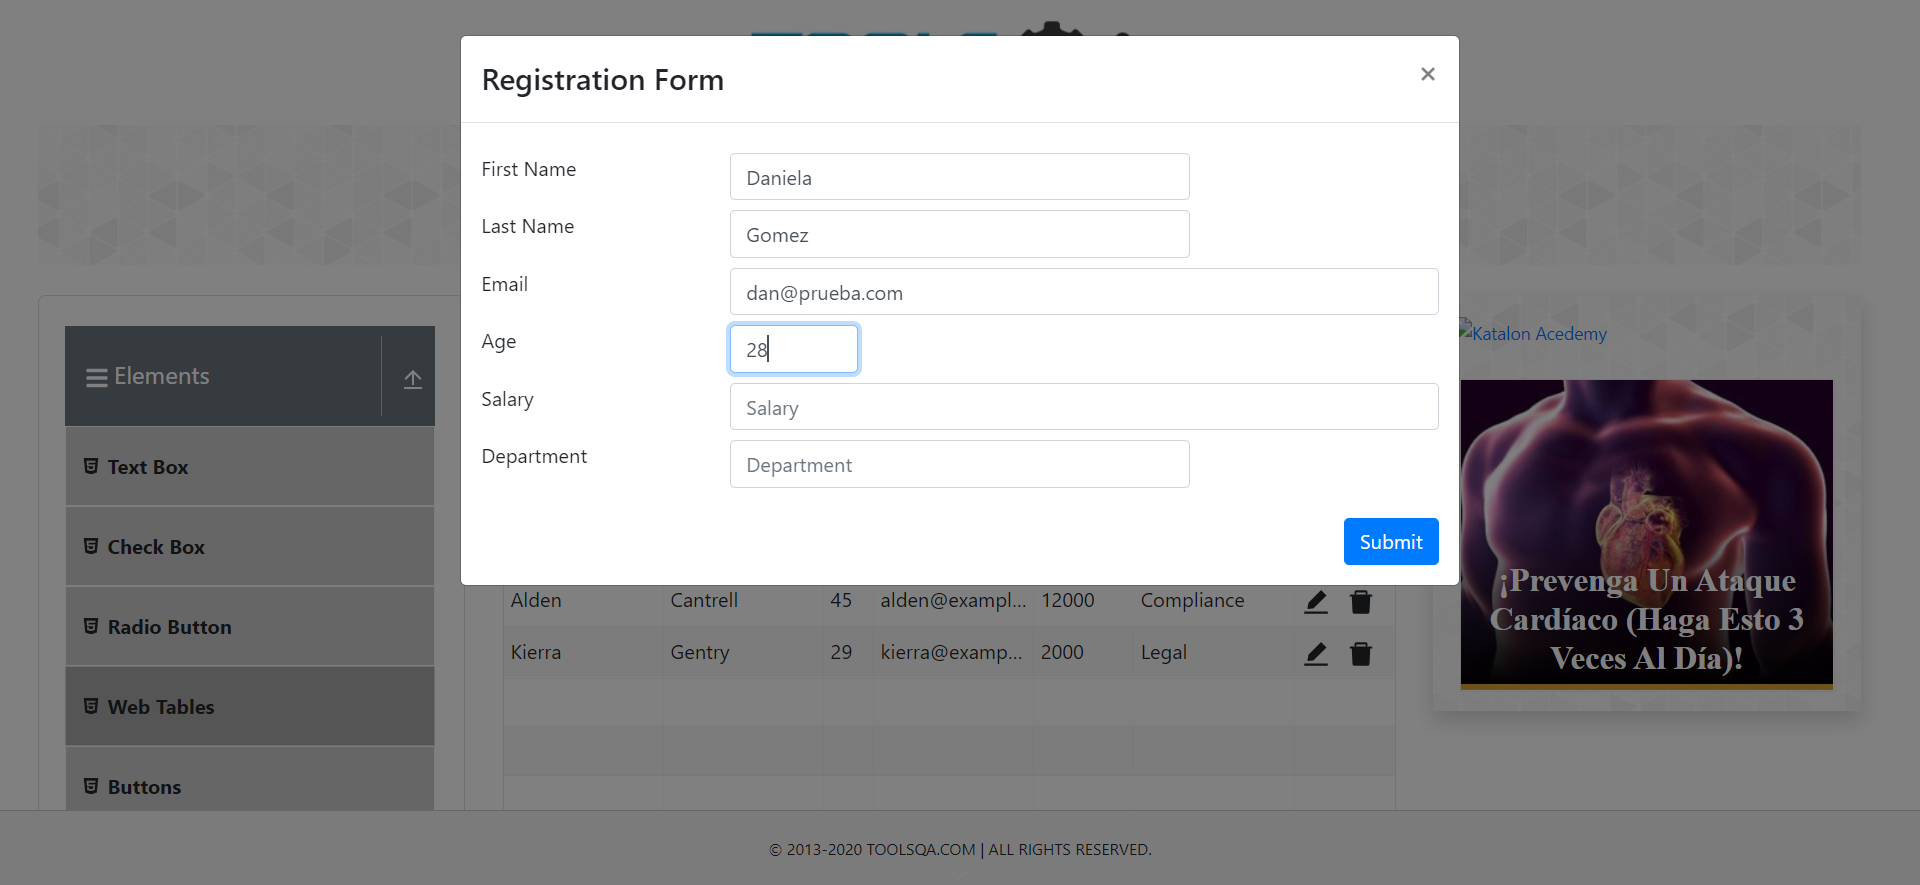 Registration Form
×
First Name
Daniela
Last Name
Gomez
Email
dan@prueba.com
Age
28
Salary
Salary
Department
Department
Submit
Elements
Text Box
Check Box
Radio Button
Web Tables
Buttons
Alden Cantrell 45 alden@exampl... 12000 Compliance
Kierra Gentry 29 kierra@examp... 2000 Legal
Katalon Acedemy
¡Prevenga Un Ataque
Cardíaco (Haga Esto 3
Veces Al Día)!
© 2013-2020 TOOLSQA.COM | ALL RIGHTS RESERVED.